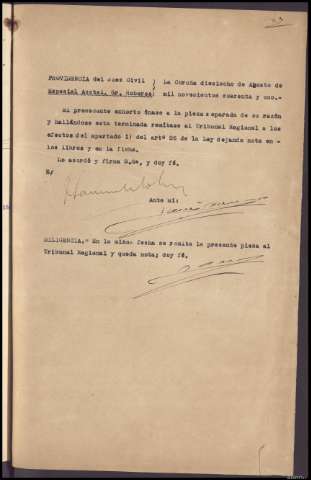 PROVIDENCIA del Juez Civil ) La Coruña dieciocho de Agosto de
Especial Acctal. Sr. Roberes) mil novecientos cuarenta y uno.-
Mi precedente exhorto únase a la pieza separada de su razón
y hallándose esta terminada remítase al Tribunal Regional a los
efectos del apartado 1) del artº 26 de la Ley dejando nota en
los libros y en la ficha.
Lo acordó y firma S.Sª, y doy fé.
E/
Ante mi:
DILIGENCIA.- En la misma fecha se remite la presente pieza al
Tribunal Regional y queda nota; doy fé.